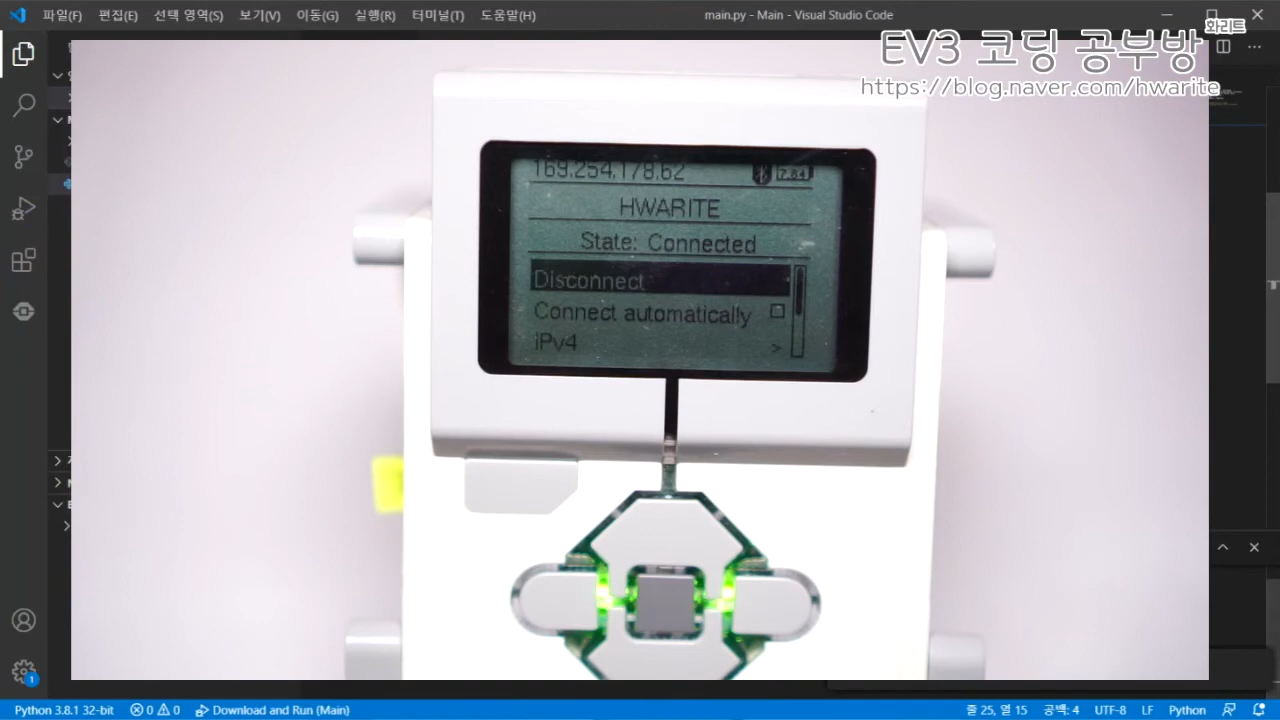 파일(F) 편집(E) 선택 영역(S) 보기(V) 이동(G) 실행(R) 터미널(T) 도움말(H) main.py - Main - Visual Studio Code
EV3 코딩 공부방 화리트
https://blog.naver.com/hwarite
169.254.178.62 7.84
HWARITE
State: Connected
Disconnect
Connect automatically
iPv4 >
1
Python 3.8.1 32-bit 0 0 Download and Run (Main) 줄 25, 열 15 공백: 4 UTF-8 LF Python